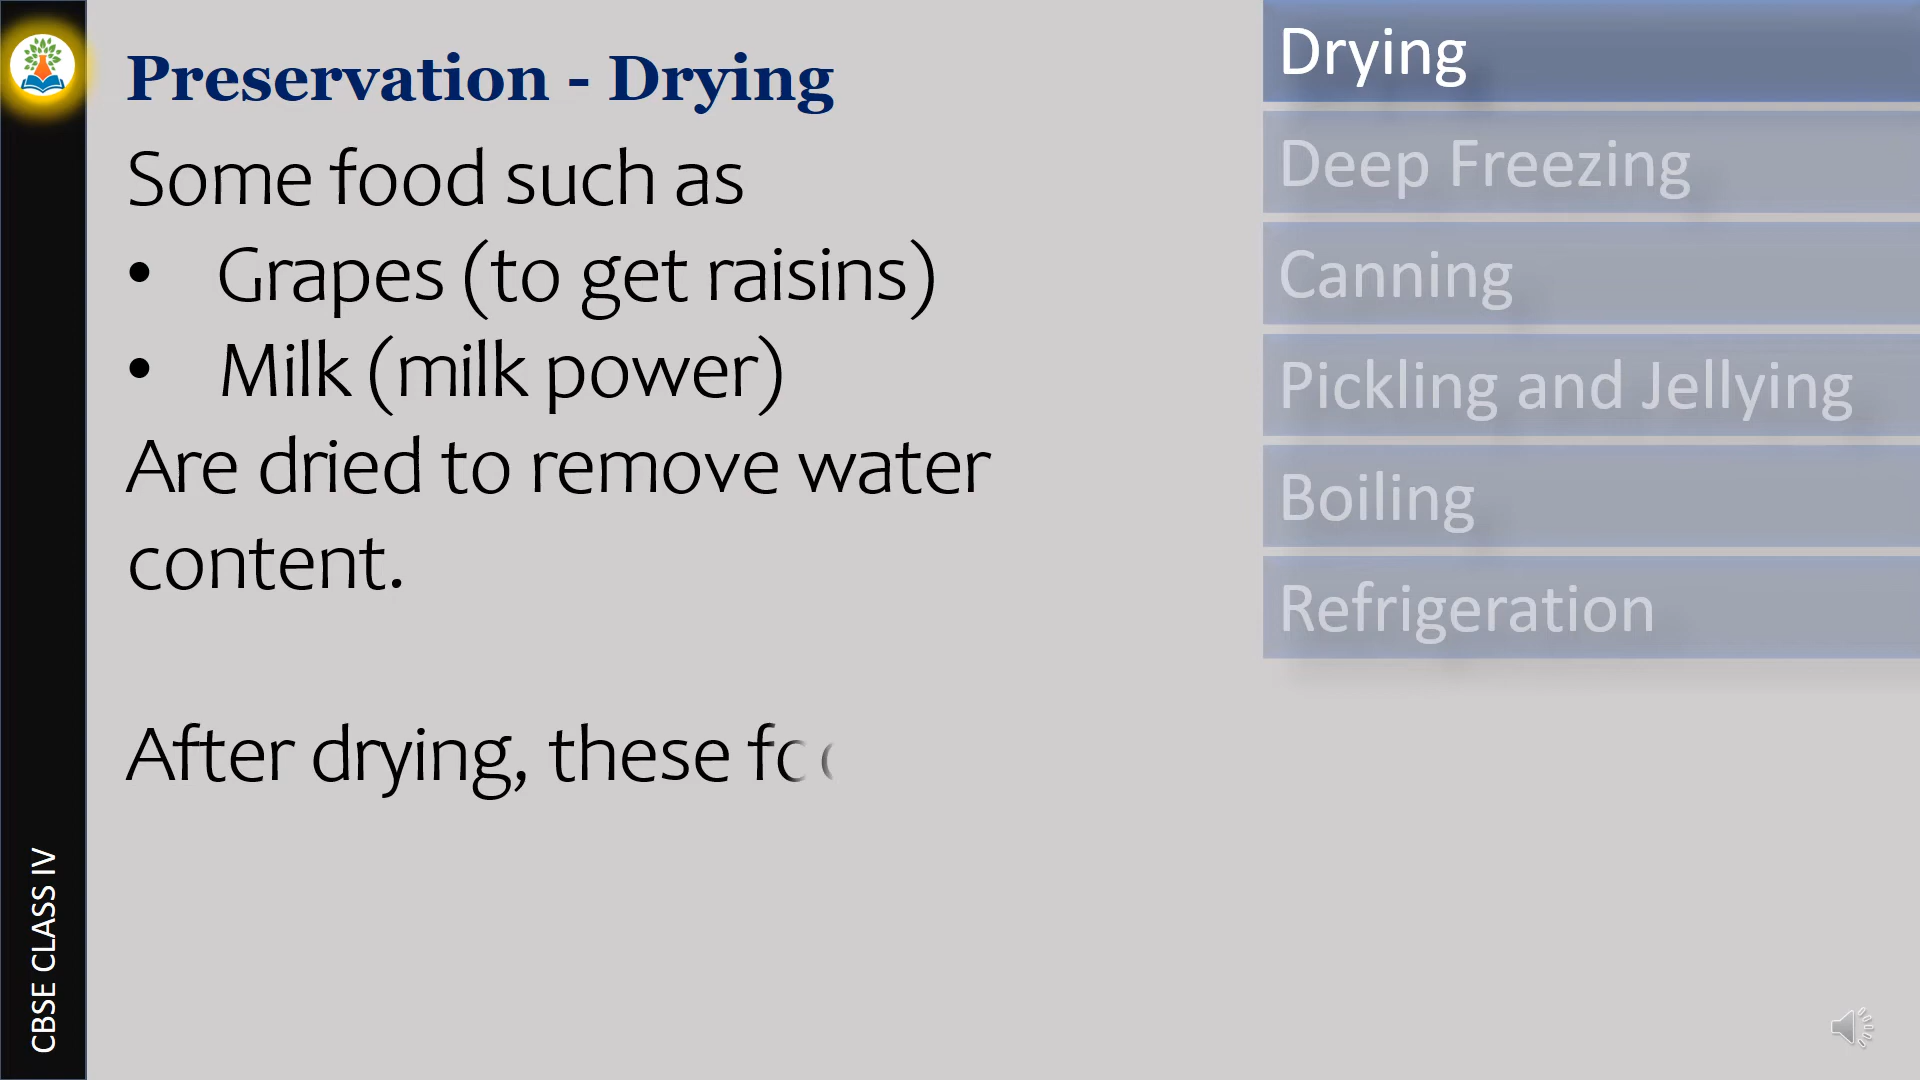 Preservation - Drying
Some food such as
• Grapes (to get raisins)
• Milk (milk power)
Are dried to remove water
content.
After drying, these
Drying
Deep Freezing
Canning
Pickling and Jellying
Boiling
Refrigeration
CBSE CLASS IV